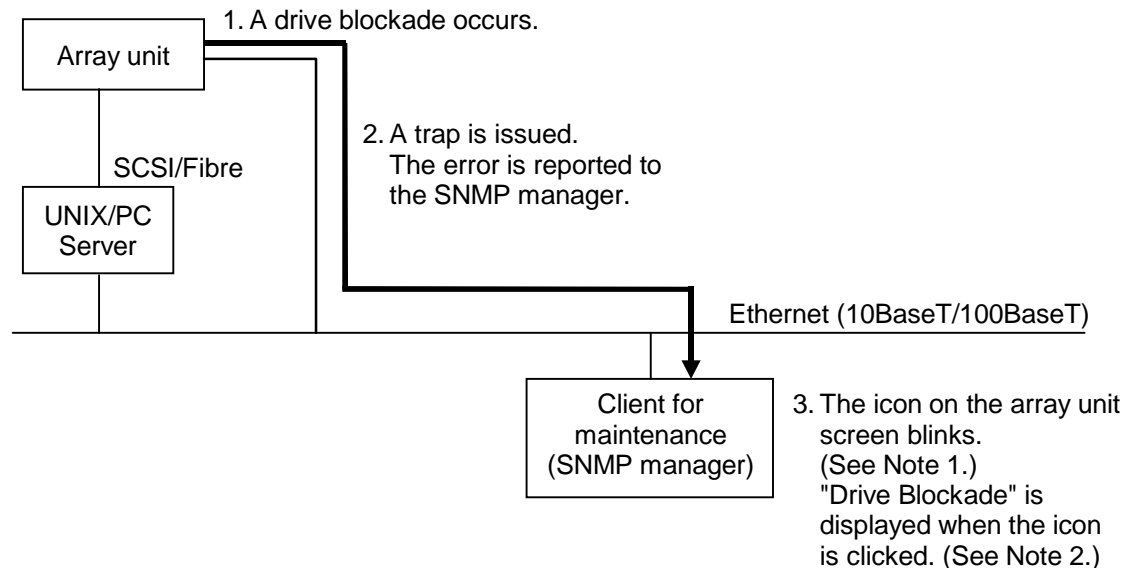 1. A drive blockade occurs.
Array unit
2. A trap is issued.
The error is reported to
the SNMP manager.
SCSI/Fibre
UNIX/PC
Server
Ethernet (10BaseT/100BaseT)
Client for
maintenance
(SNMP manager)
3. The icon on the array unit
screen blinks.
(See Note 1.)
"Drive Blockade" is
displayed when the icon
is clicked. (See Note 2.)